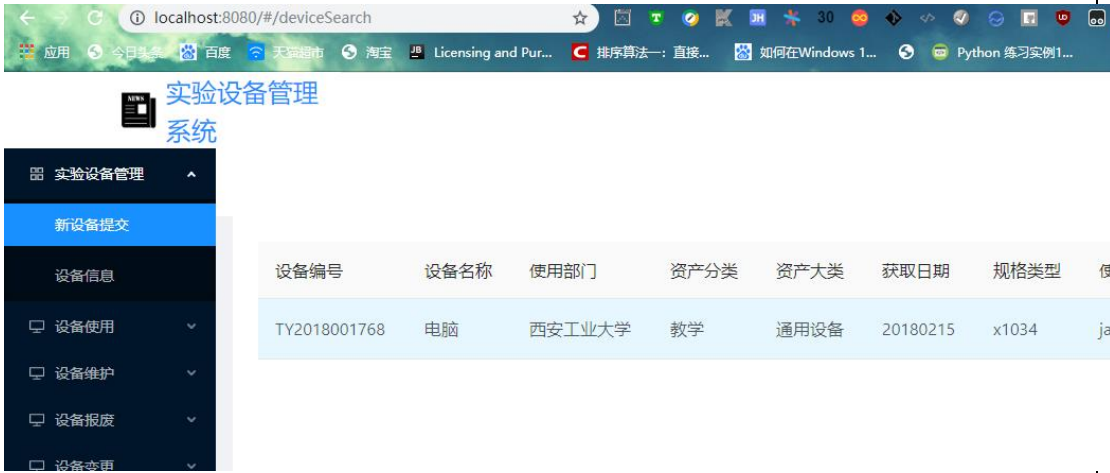 localhost:8080/#/deviceSearch
30
应用 今日头条 百度 天猫超市 淘宝 Licensing and Pur... 排序算法一: 直接... 如何在Windows 1... Python 练习实例1...
NEWS
实验设备管理
系统
实验设备管理
新设备提交
设备信息
设备使用
设备维护
设备报废
设备变更
设备编号 设备名称 使用部门 资产分类 资产大类 获取日期 规格类型
TY2018001768 电脑 西安工业大学 教学 通用设备 20180215 x1034 ja